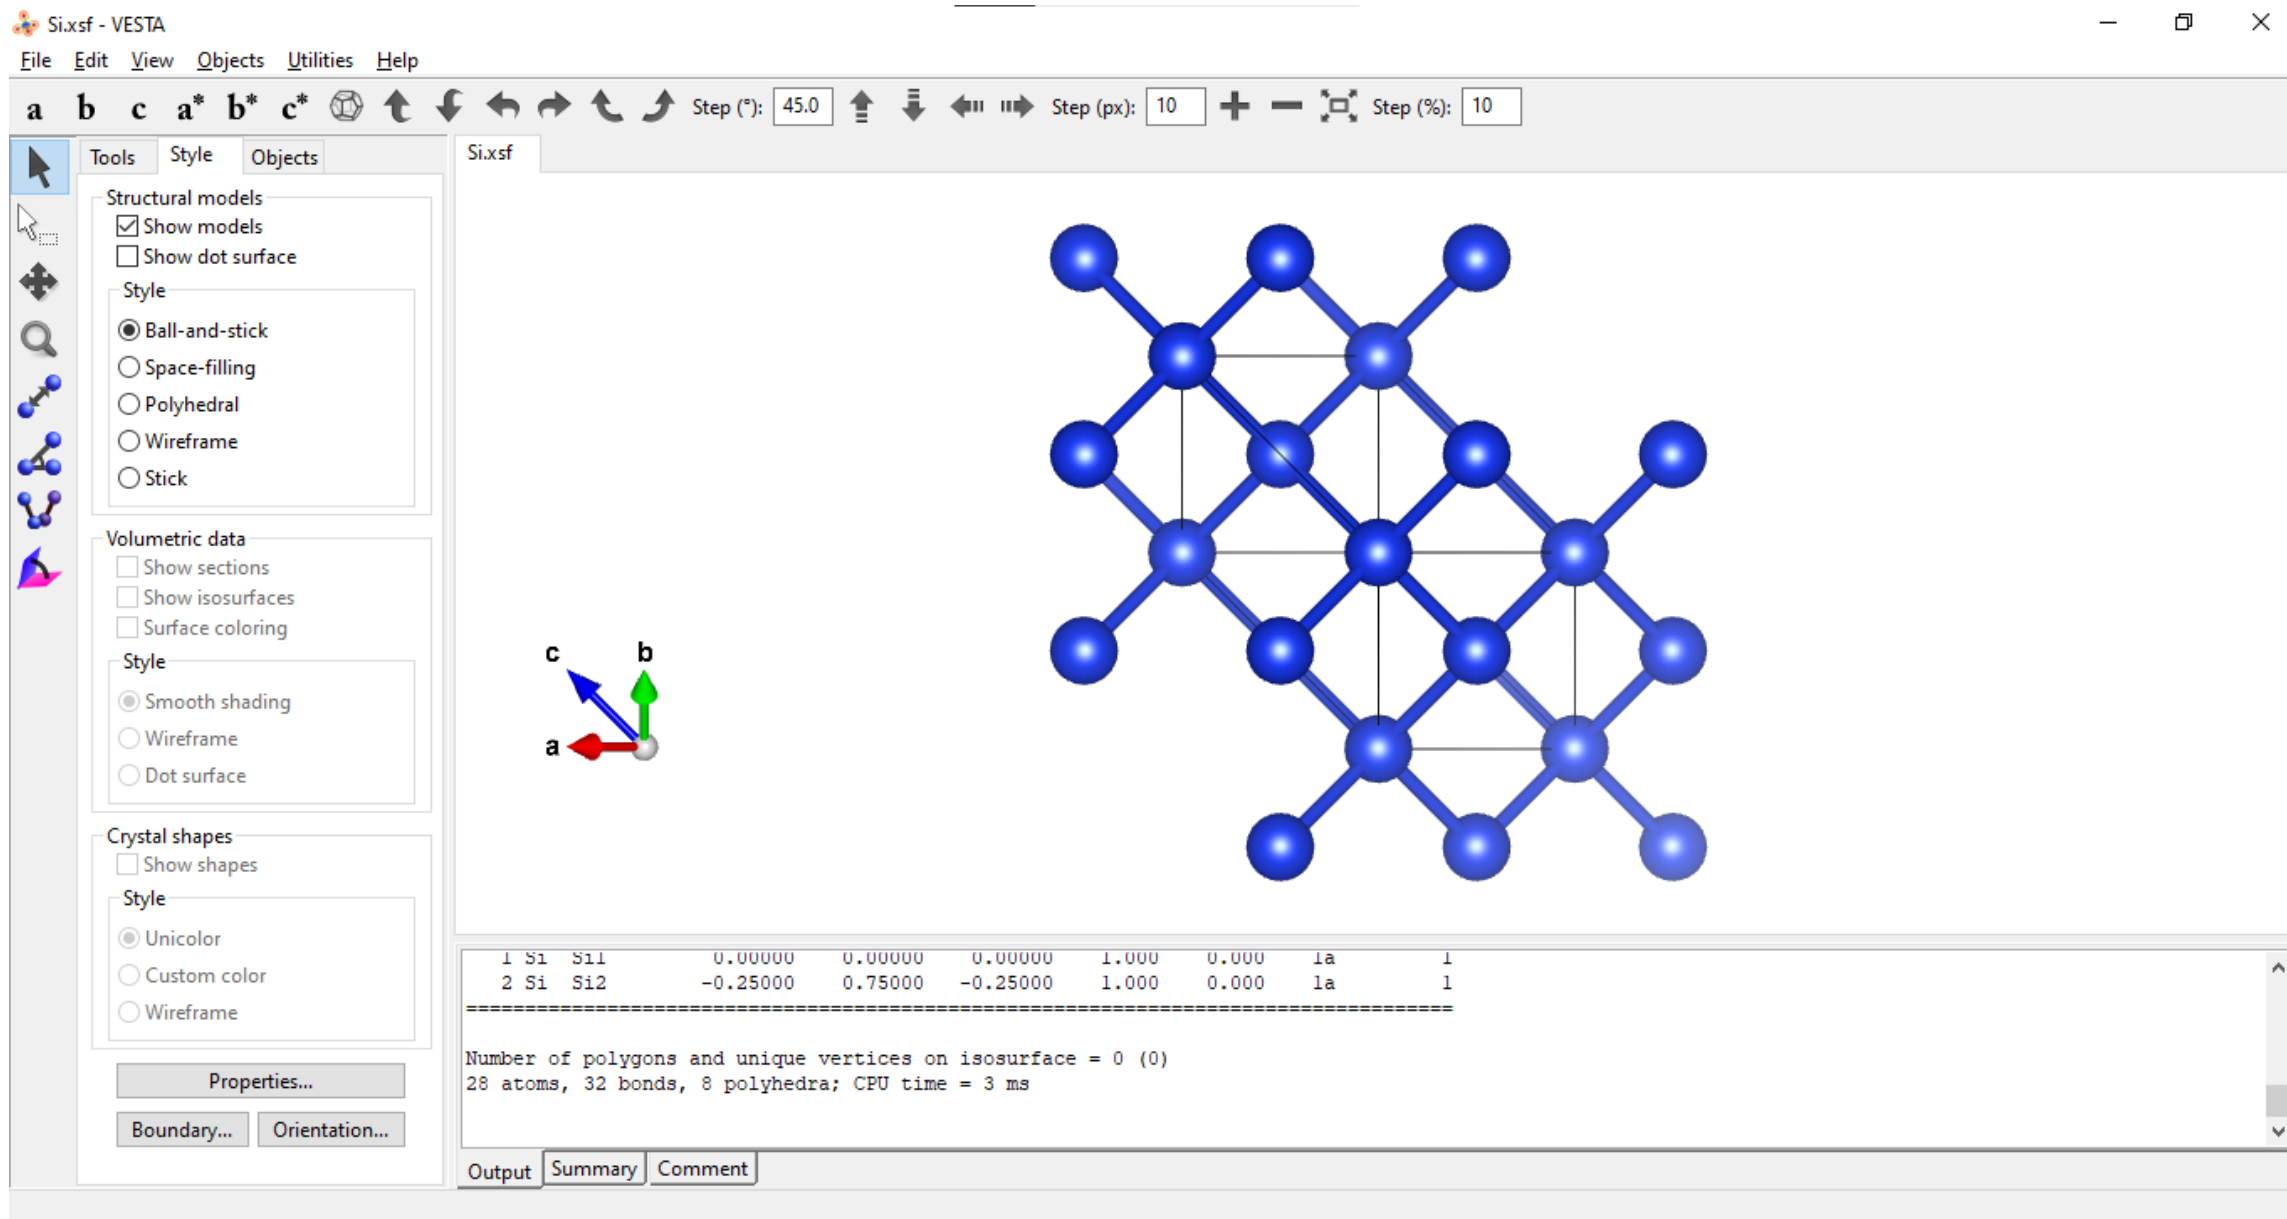 Si.xsf - VESTA
File Edit View Objects Utilities Help
a b c a* b* c* Step (°): 45.0 Step (px): 10 Step (%): 10
Tools Style Objects
Si.xsf
Structural models
Show models
Show dot surface
Style
Ball-and-stick
Space-filling
Polyhedral
Wireframe
Stick
Volumetric data
Show sections
Show isosurfaces
Surface coloring
Style
Smooth shading
Wireframe
Dot surface
Crystal shapes
Show shapes
Style
Unicolor
Custom color
Wireframe
Properties...
Boundary... Orientation...
c b
a
1 Si Si1 0.00000 0.00000 0.00000 1.000 0.000 1a 1
2 Si Si2 -0.25000 0.75000 -0.25000 1.000 0.000 1a 1
====================================================================================
Number of polygons and unique vertices on isosurface = 0 (0)
28 atoms, 32 bonds, 8 polyhedra; CPU time = 3 ms
Output Summary Comment